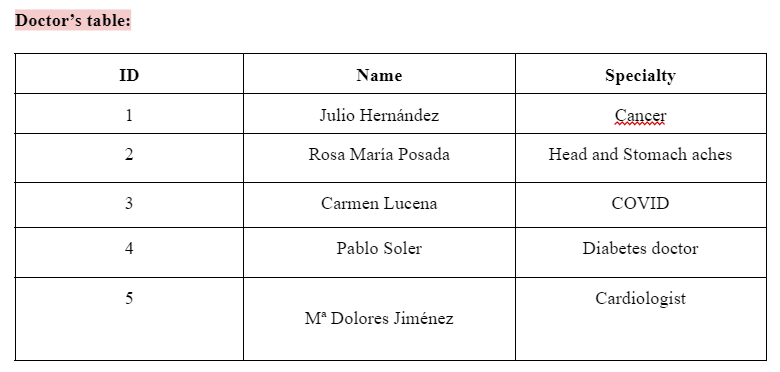 Doctor's table:
ID Name Specialty
1 Julio Hernández Cancer
2 Rosa María Posada Head and Stomach aches
3 Carmen Lucena COVID
4 Pablo Soler Diabetes doctor
5 Mª Dolores Jiménez Cardiologist